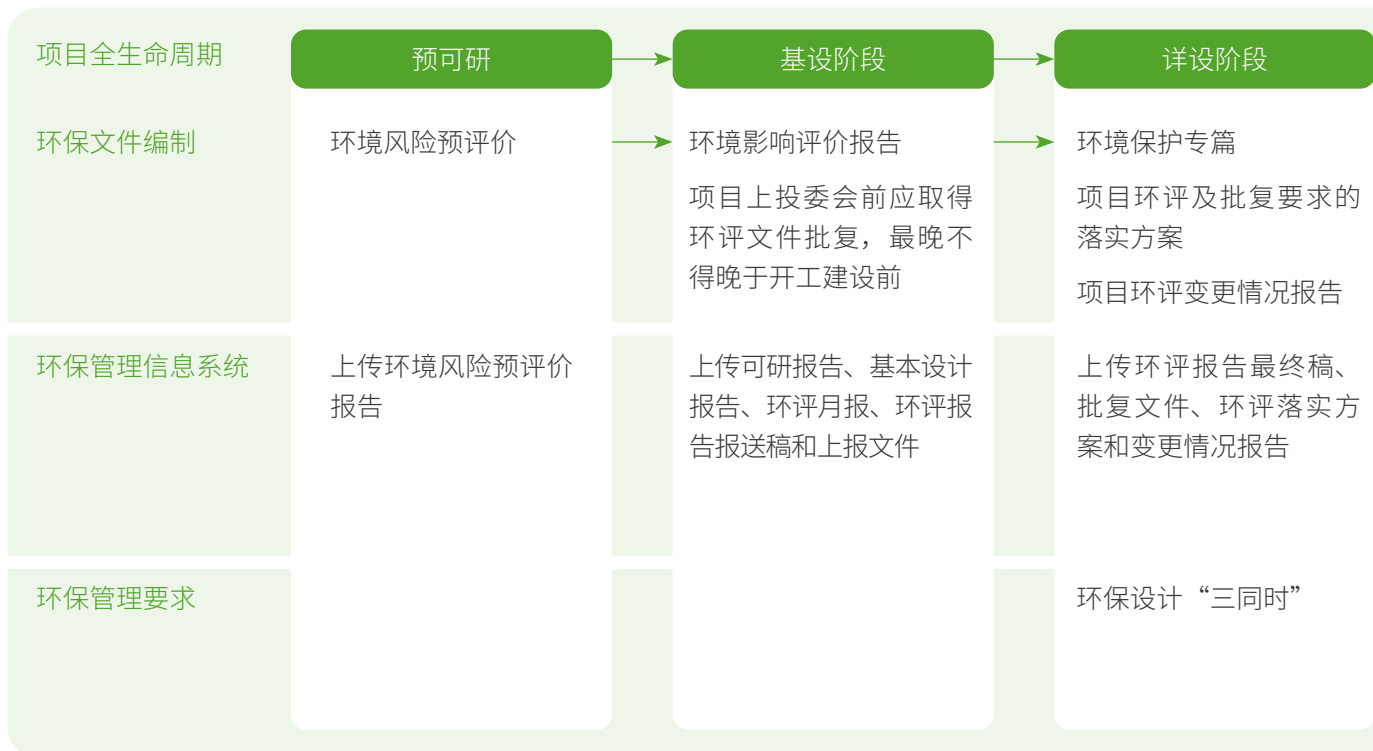 项目全生命周期
预可研
基设阶段
详设阶段
环保文件编制
环境风险预评价
环境影响评价报告
项目上投委会前应取得
环评文件批复，最晚不
得晚于开工建设前
环境保护专篇
项目环评及批复要求的
落实方案
项目环评变更情况报告
环保管理信息系统
上传环境风险预评价
报告
上传可研报告、基本设计
报告、环评月报、环评报
告报送稿和上报文件
上传环评报告最终稿、
批复文件、环评落实方
案和变更情况报告
环保管理要求
环保设计“三同时”